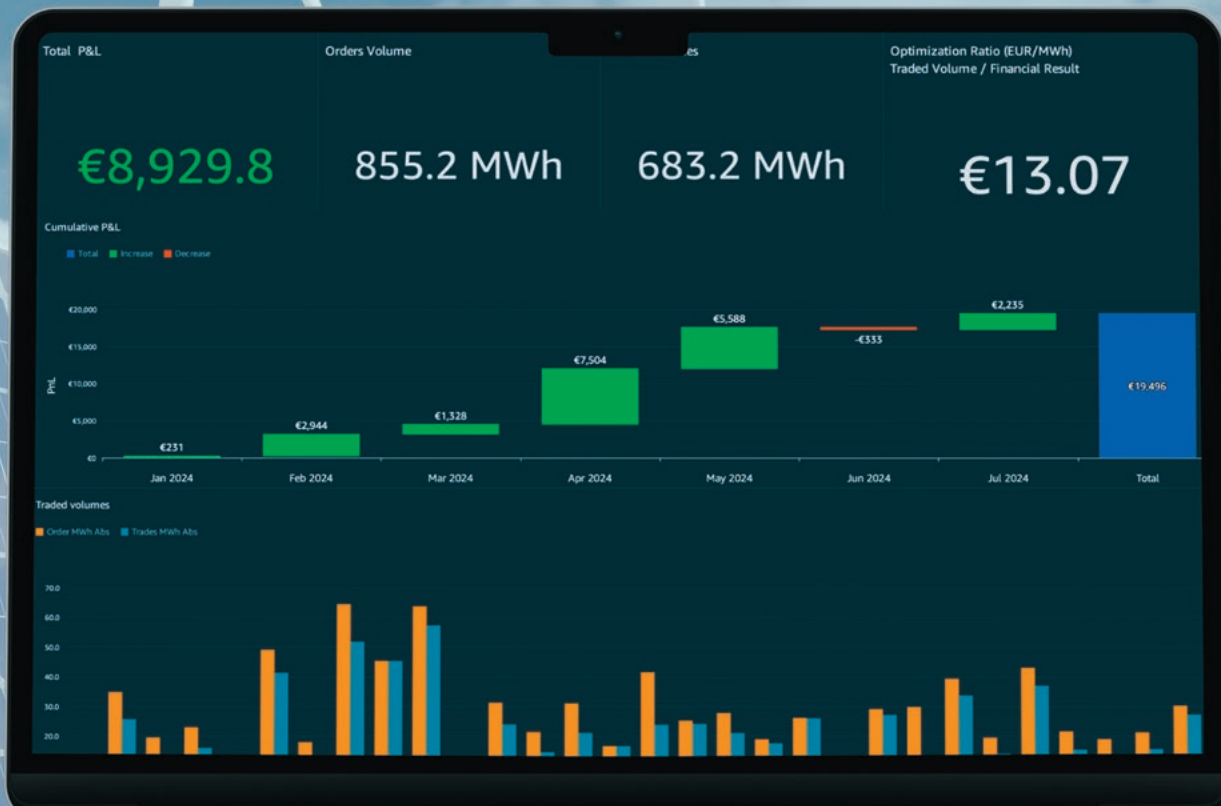 Total P&L
Orders Volume
es
Optimization Ratio (EUR/MWh)
Traded Volume / Financial Result
€8,929.8
855.2 MWh
683.2 MWh
€13.07
Cumulative P&L
Total Increase Decrease
€20,000
€15,000
€10,000
€5,000
€0
PnL
€231
€2,944
€1,328
€7,504
€5,588
-€333
€2,235
€19,496
Jan 2024 Feb 2024 Mar 2024 Apr 2024 May 2024 Jun 2024 Jul 2024 Total
Traded volumes
Order MWh Abs Trades MWh Abs
70.0
60.0
50.0
40.0
30.0
20.0